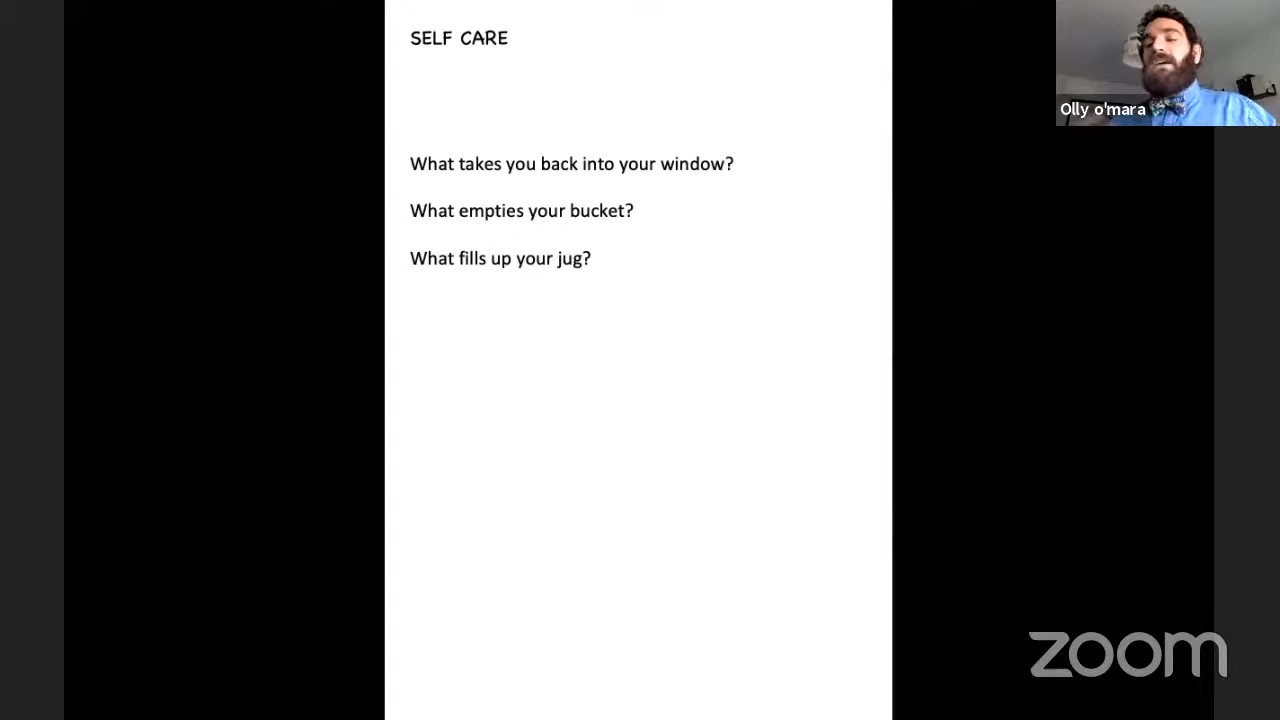 SELF CARE
Olly o'mara
What takes you back into your window?
What empties your bucket?
What fills up your jug?
zoom